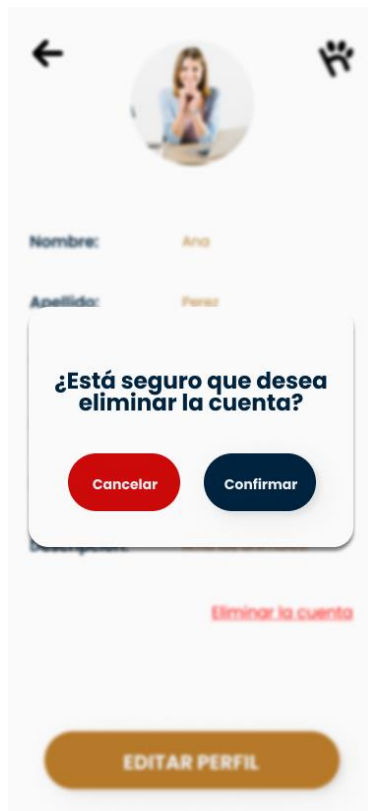 Nombre: Ana
Apellido: Perez
¿Está seguro que desea
eliminar la cuenta?
Cancelar Confirmar
Eliminar la cuenta
EDITAR PERFIL